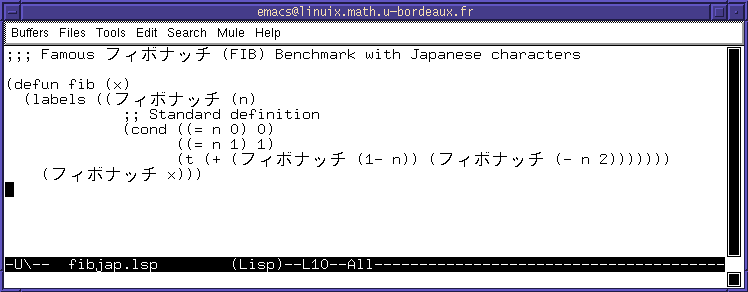 emacs@linuix.math.u-bordeaux.fr
Buffers Files Tools Edit Search Mule Help
;;; Famous フィボナッチ (FIB) Benchmark with Japanese characters
(defun fib (x)
  (labels ((フィボナッチ (n)
             ;; Standard definition
             (cond ((= n 0) 0)
                   ((= n 1) 1)
                   (t (+ (フィボナッチ (1- n)) (フィボナッチ (- n 2)))))))
    (フィボナッチ x)))
-U\--  fibjap.lsp        (Lisp)--L10--All---------------------------------------